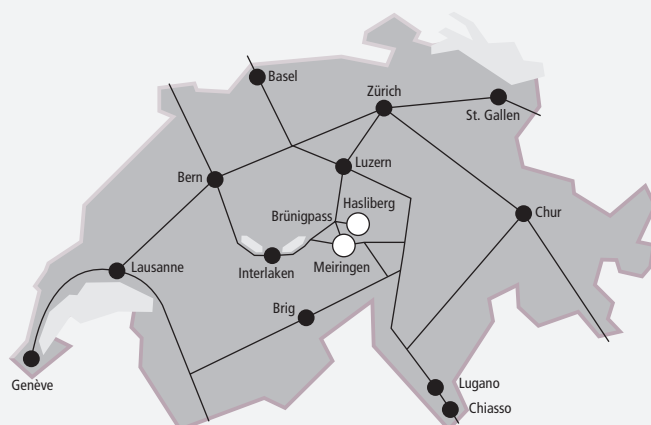 Basel
Zürich
St. Gallen
Luzern
Bern
Hasliberg
Brünigpass
Chur
Lausanne
Interlaken
Meiringen
Brig
Genève
Lugano
Chiasso